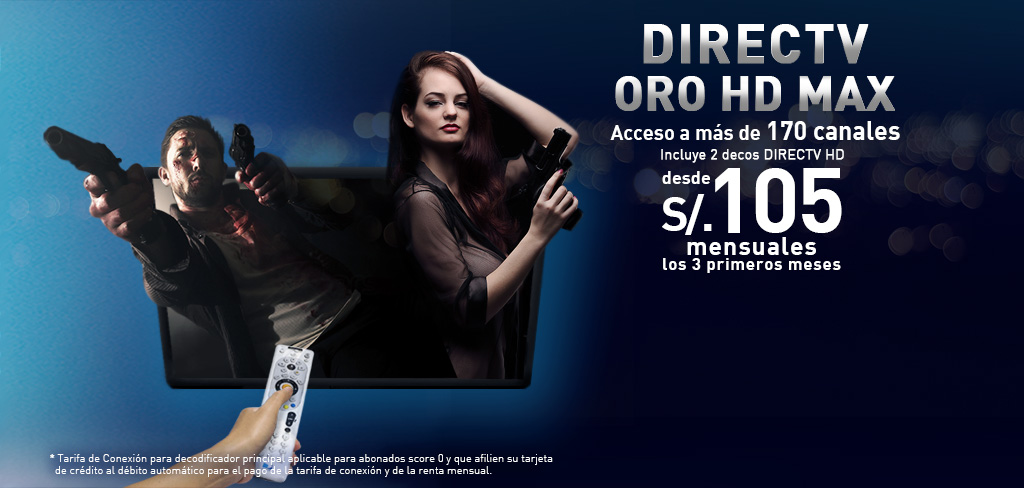 DIRECTV
ORO HD MAX
Acceso a más de 170 canales
Incluye 2 decos DIRECTV HD
desde
S/.105
mensuales
los 3 primeros meses
* Tarifa de Conexión para decodificador principal aplicable para abonados score 0 y que afilien su tarjeta
de crédito al débito automático para el pago de la tarifa de conexión y de la renta mensual.